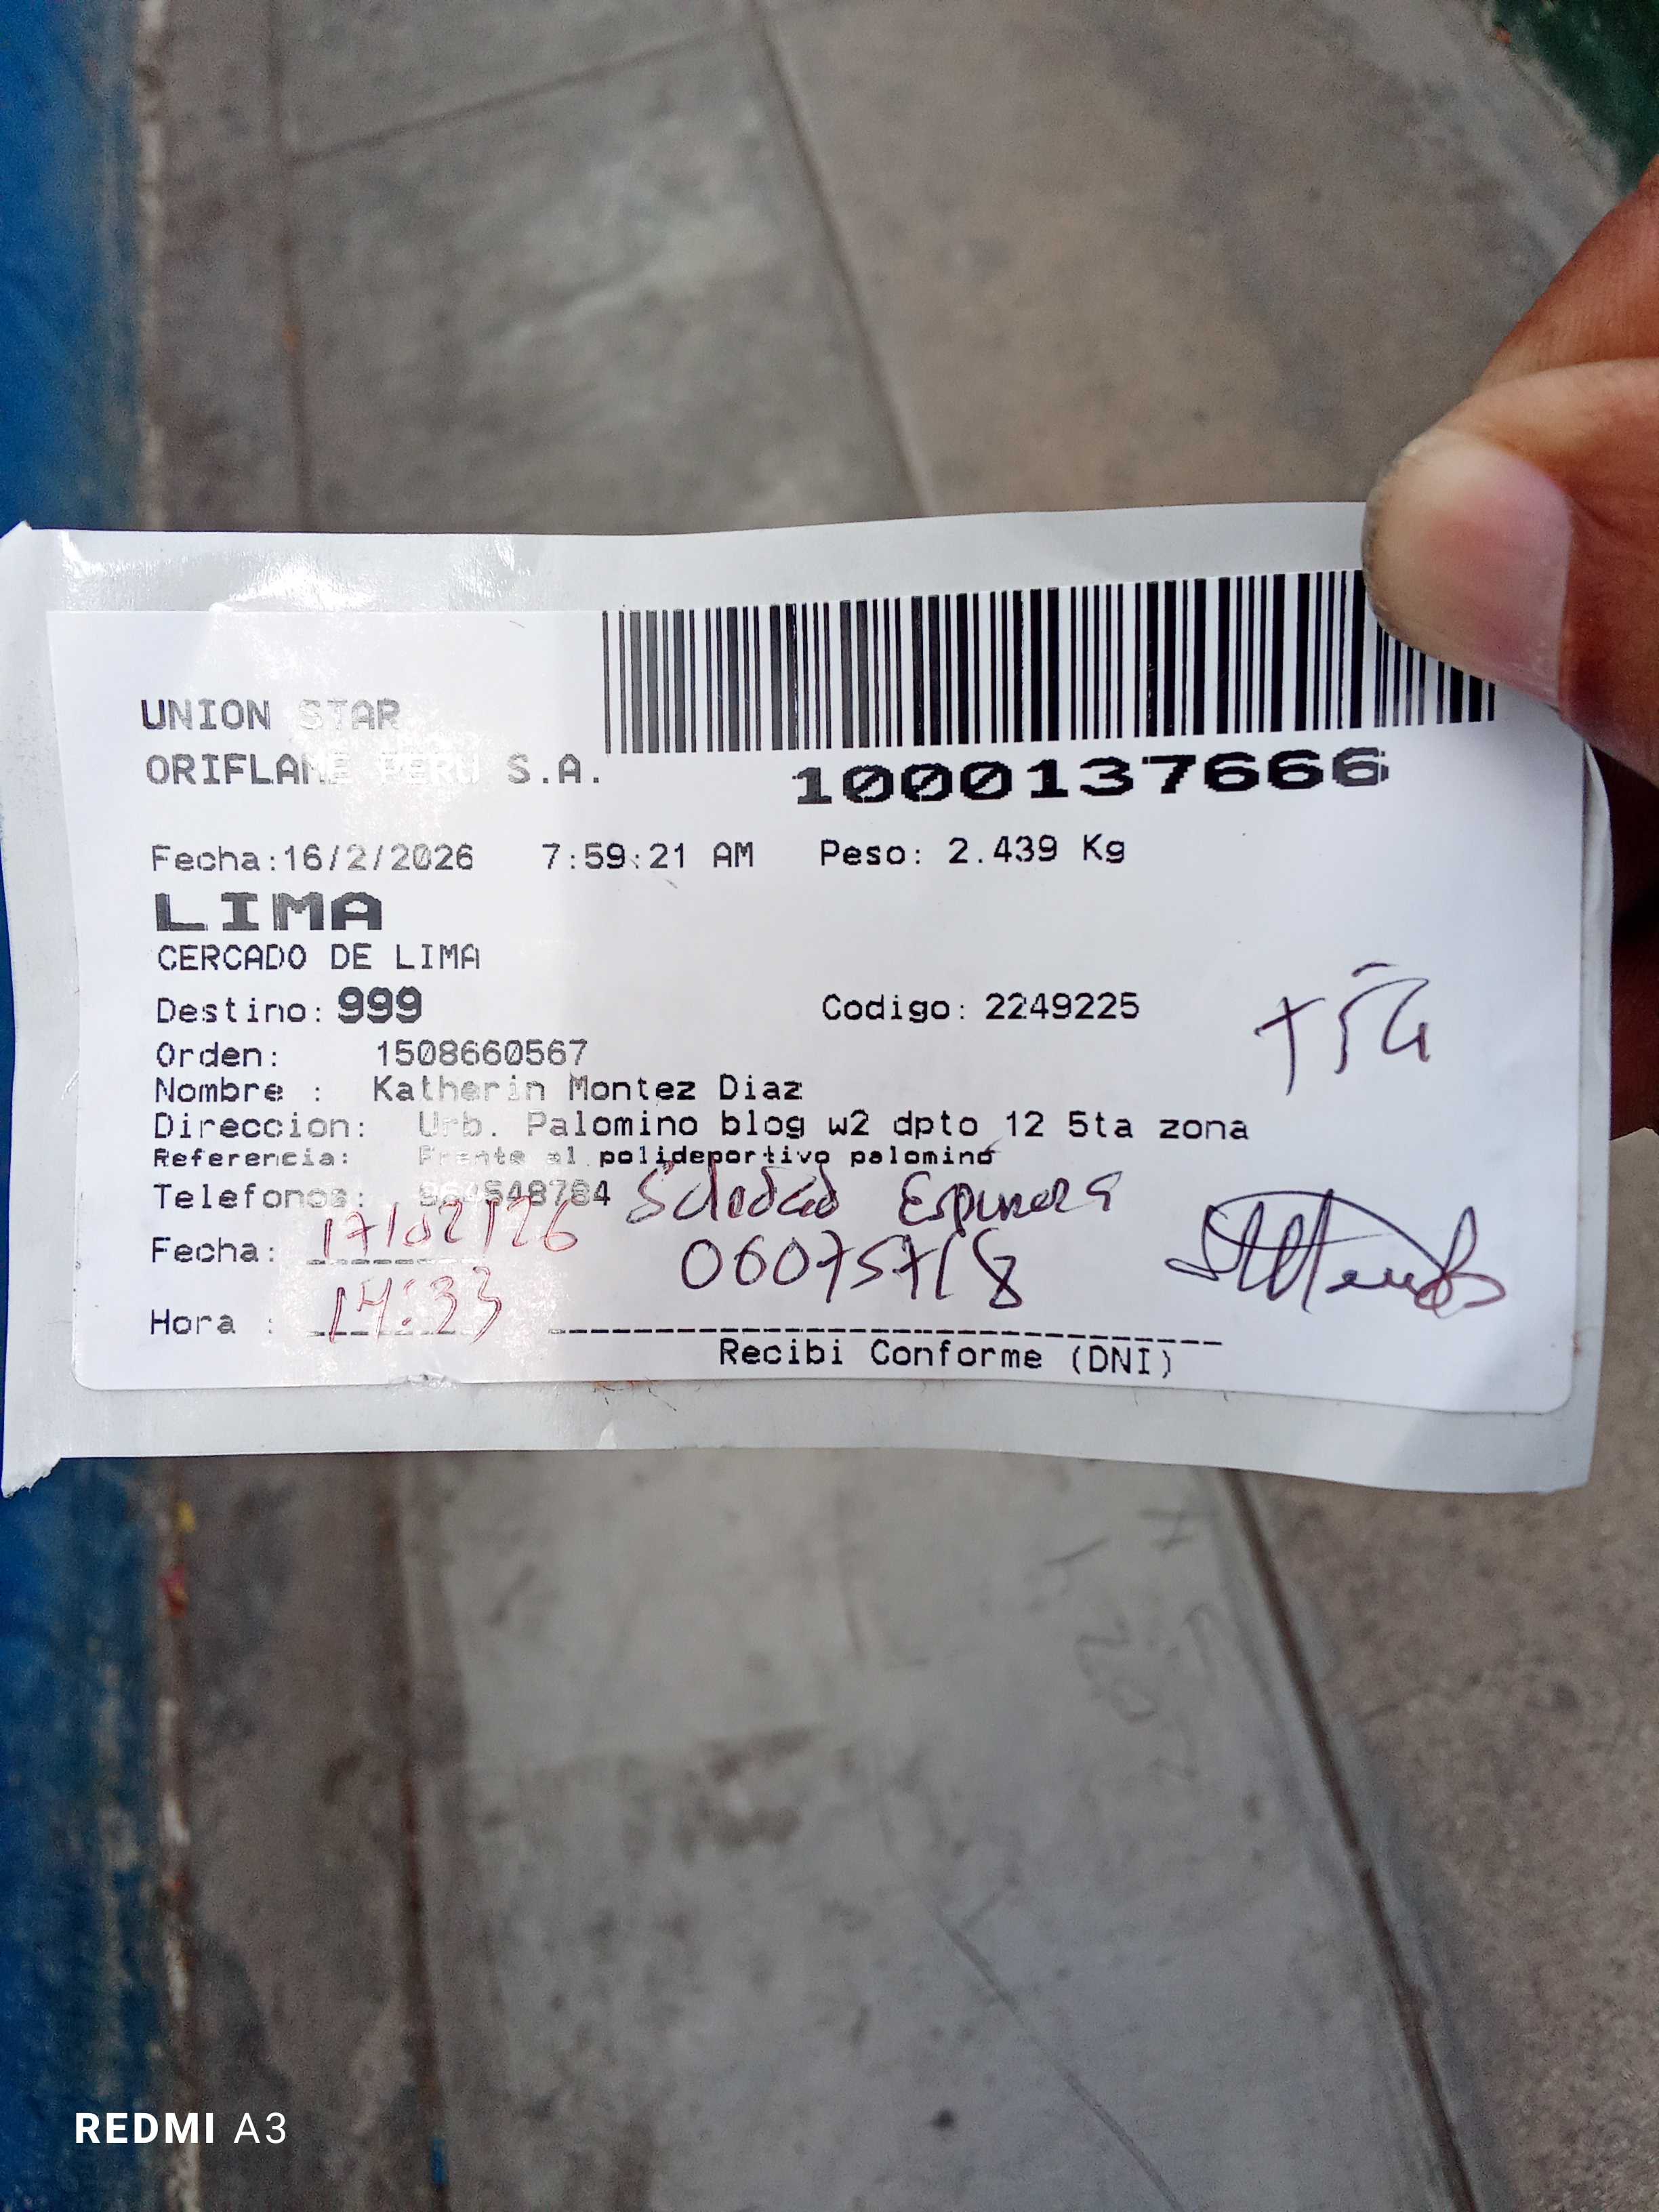 UNION STAR
ORIFLAME PERU S.A.
1000137666
Fecha:16/2/2026 7:59:21 AM Peso: 2.439 Kg
LIMA
CERCADO DE LIMA
Destino: 999 Codigo: 2249225
Orden: 1508660567
Nombre : Katherin Montez Diaz
Direccion: Urb. Palomino blog w2 dpto 12 5ta zona
Referencia: Frente al polideportivo palomino
Telefonos: 964548784 Soledad Espinoza
Fecha: 17/02/26 06075718
Hora : 14:33
Recibi Conforme (DNI)
REDMI A3